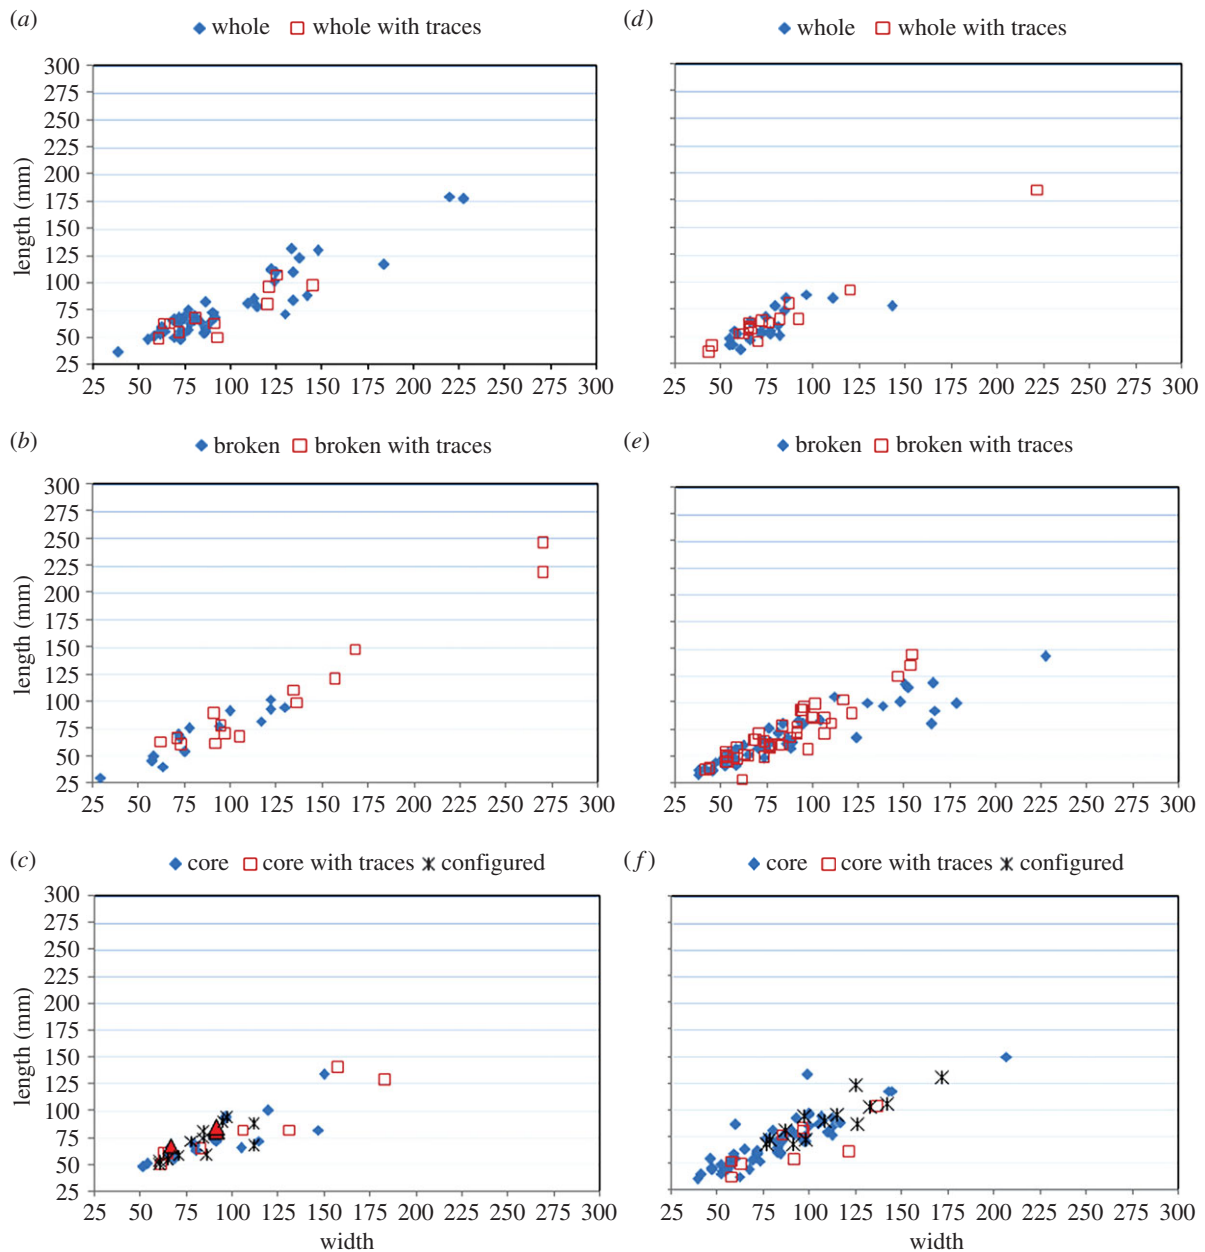 (a) whole whole with traces
300
275
250
225
200
175
150
125
100
75
50
25
length (mm)
25 50 75 100 125 150 175 200 225 250 275 300
(d) whole whole with traces
25 50 75 100 125 150 175 200 225 250 275 300
(b) broken broken with traces
300
275
250
225
200
175
150
125
100
75
50
25
length (mm)
25 50 75 100 125 150 175 200 225 250 275 300
(e) broken broken with traces
25 50 75 100 125 150 175 200 225 250 275 300
(c) core core with traces configured
300
275
250
225
200
175
150
125
100
75
50
25
length (mm)
25 50 75 100 125 150 175 200 225 250 275 300
width
(f) core core with traces configured
25 50 75 100 125 150 175 200 225 250 275 300
width